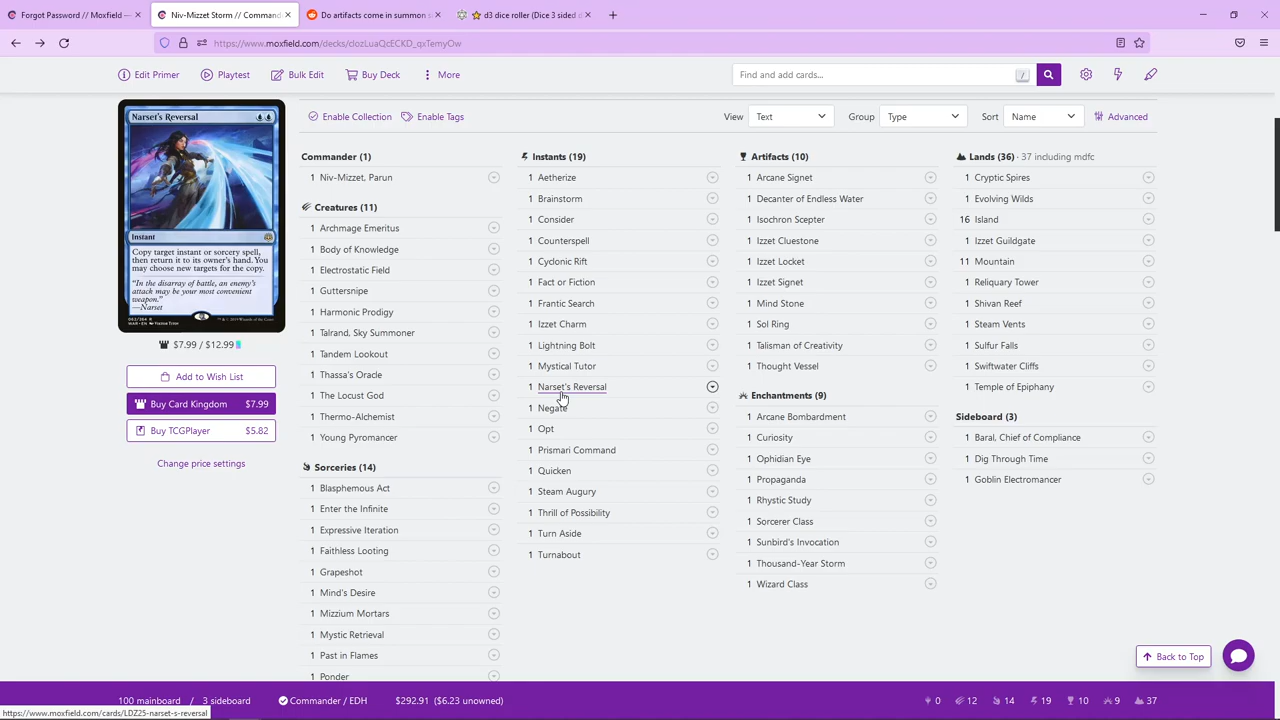 Forgot Password // Moxfield —
Niv-Mizzet Storm // Command
Do artifacts come in summon s
d3 dice roller (Dice 3 sided d
https://www.moxfield.com/decks/clozLuaQcECKD_qxTemyOw
Edit Primer
Playtest
Bulk Edit
Buy Deck
More
Find and add cards...
/
Enable Collection
Enable Tags
View
Text
Group
Type
Sort
Name
Advanced
Narset's Reversal
Instant
Copy target instant or sorcery spell,
then return it to its owner's hand. You
may choose new targets for the copy.
"In the disarray of battle, an enemy's
attack may be your most convenient
weapon."
—Narset
$7.99 / $12.99
Add to Wish List
Buy Card Kingdom $7.99
Buy TCGPlayer $5.82
Change price settings
Commander (1)
1 Niv-Mizzet, Parun
Creatures (11)
1 Archmage Emeritus
1 Body of Knowledge
1 Electrostatic Field
1 Guttersnipe
1 Harmonic Prodigy
1 Talrand, Sky Summoner
1 Tandem Lookout
1 Thassa's Oracle
1 The Locust God
1 Thermo-Alchemist
1 Young Pyromancer
Sorceries (14)
1 Blasphemous Act
1 Enter the Infinite
1 Expressive Iteration
1 Faithless Looting
1 Grapeshot
1 Mind's Desire
1 Mizzium Mortars
1 Mystic Retrieval
1 Past in Flames
1 Ponder
Instants (19)
1 Aetherize
1 Brainstorm
1 Consider
1 Counterspell
1 Cyclonic Rift
1 Fact or Fiction
1 Frantic Search
1 Izzet Charm
1 Lightning Bolt
1 Mystical Tutor
1 Narset's Reversal
1 Negate
1 Opt
1 Prismari Command
1 Quicken
1 Steam Augury
1 Thrill of Possibility
1 Turn Aside
1 Turnabout
Artifacts (10)
1 Arcane Signet
1 Decanter of Endless Water
1 Isochron Scepter
1 Izzet Cluestone
1 Izzet Locket
1 Izzet Signet
1 Mind Stone
1 Sol Ring
1 Talisman of Creativity
1 Thought Vessel
Enchantments (9)
1 Arcane Bombardment
1 Curiosity
1 Ophidian Eye
1 Propaganda
1 Rhystic Study
1 Sorcerer Class
1 Sunbird's Invocation
1 Thousand-Year Storm
1 Wizard Class
Lands (36) · 37 including mdfc
1 Cryptic Spires
1 Evolving Wilds
16 Island
1 Izzet Guildgate
11 Mountain
1 Reliquary Tower
1 Shivan Reef
1 Steam Vents
1 Sulfur Falls
1 Swiftwater Cliffs
1 Temple of Epiphany
Sideboard (3)
1 Baral, Chief of Compliance
1 Dig Through Time
1 Goblin Electromancer
Back to Top
100 mainboard / 3 sideboard
Commander / EDH
$292.91 ($6.23 unowned)
0 12 14 19 10 9 37
https://www.moxfield.com/cards/LDZ25-narset-s-reversal